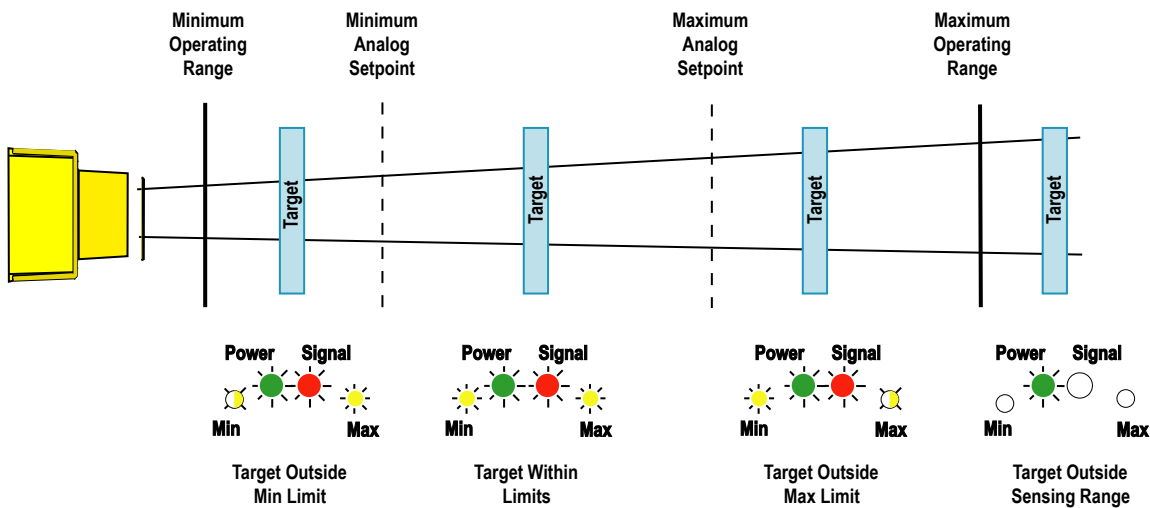 Minimum
Operating
Range
Minimum
Analog
Setpoint
Maximum
Analog
Setpoint
Maximum
Operating
Range
Target
Target
Target
Target
Power Signal
Min Max
Target Outside
Min Limit
Power Signal
Min Max
Target Within
Limits
Power Signal
Min Max
Target Outside
Max Limit
Power Signal
Min Max
Target Outside
Sensing Range